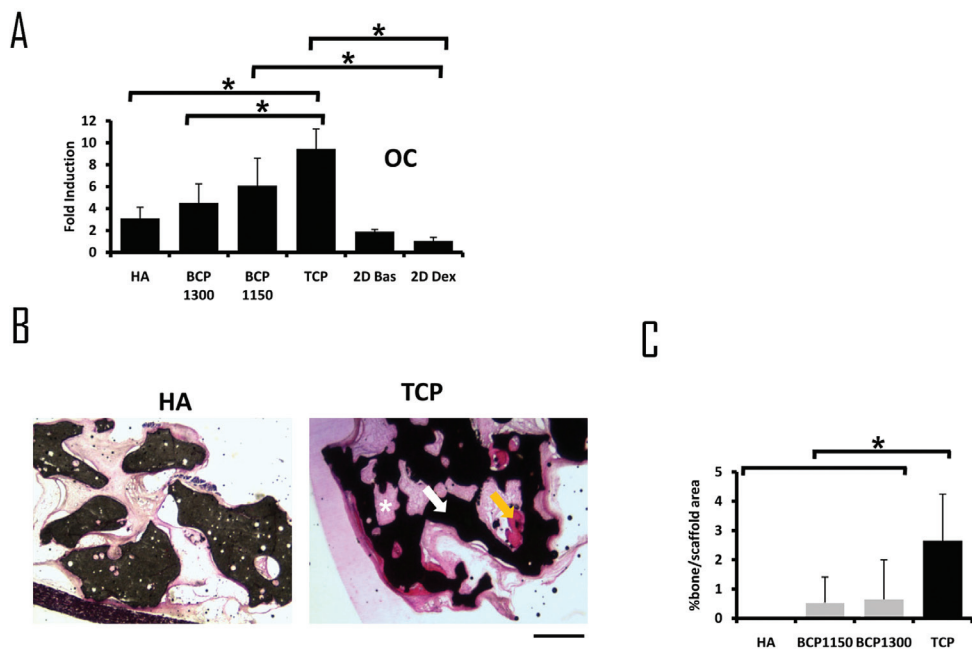 A
*
*
*
*
Fold Induction
12
10
8
6
4
2
0
OC
HA
BCP
1300
BCP
1150
TCP
2D Bas
2D Dex
B
HA
TCP
*
C
*
%bone/scaffold area
5
4
3
2
1
0
HA
BCP1150
BCP1300
TCP